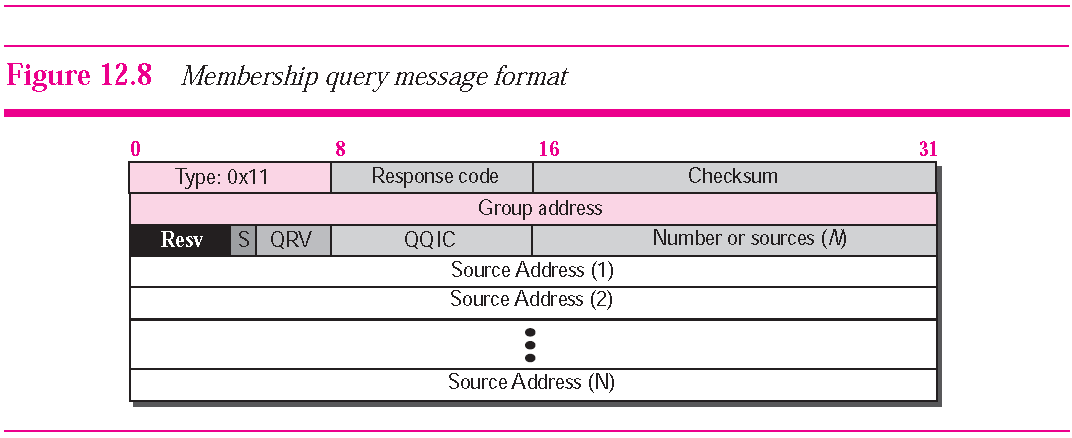 Figure 12.8 Membership query message format
0 8 16 31
Type: 0x11 Response code Checksum
Group address
Resv S QRV QQIC Number or sources (N)
Source Address (1)
Source Address (2)
Source Address (N)